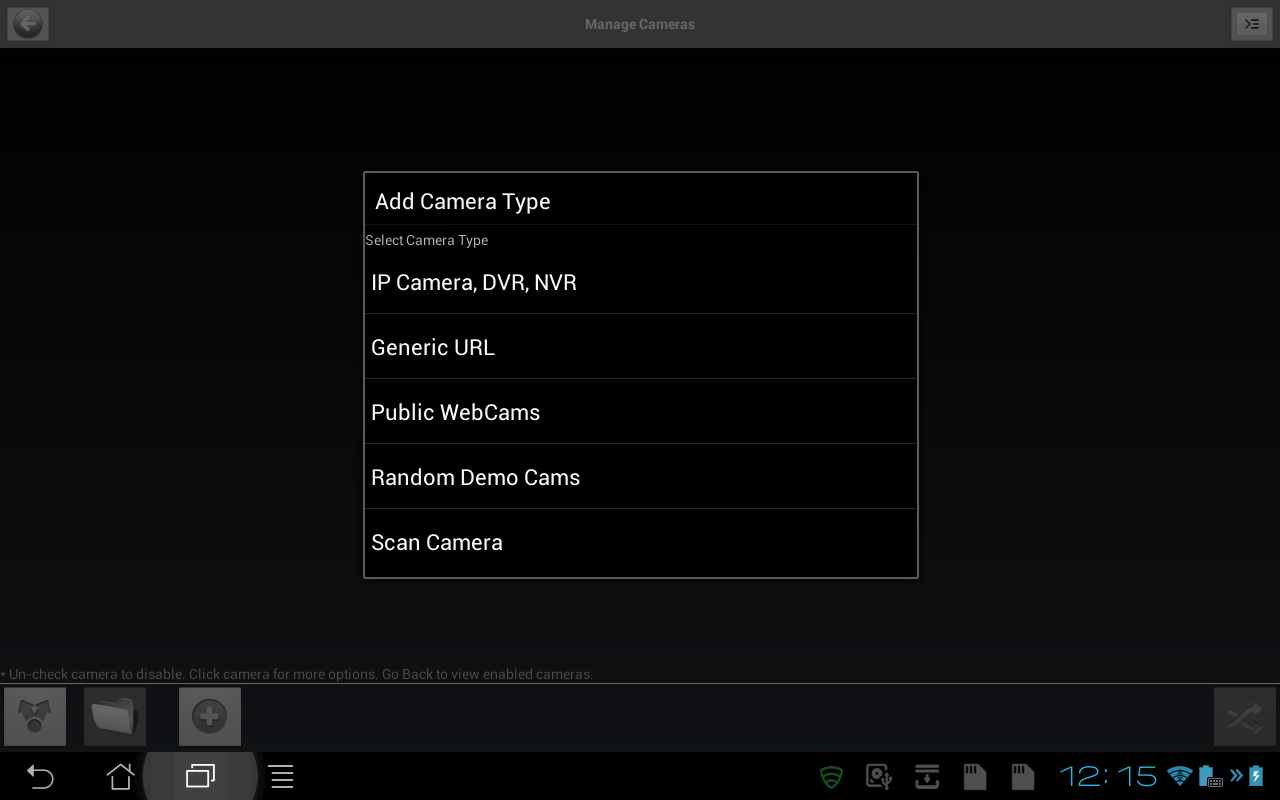 Manage Cameras
Add Camera Type
Select Camera Type
IP Camera, DVR, NVR
Generic URL
Public WebCams
Random Demo Cams
Scan Camera
* Un-check camera to disable. Click camera for more options. Go Back to view enabled cameras.
12:15